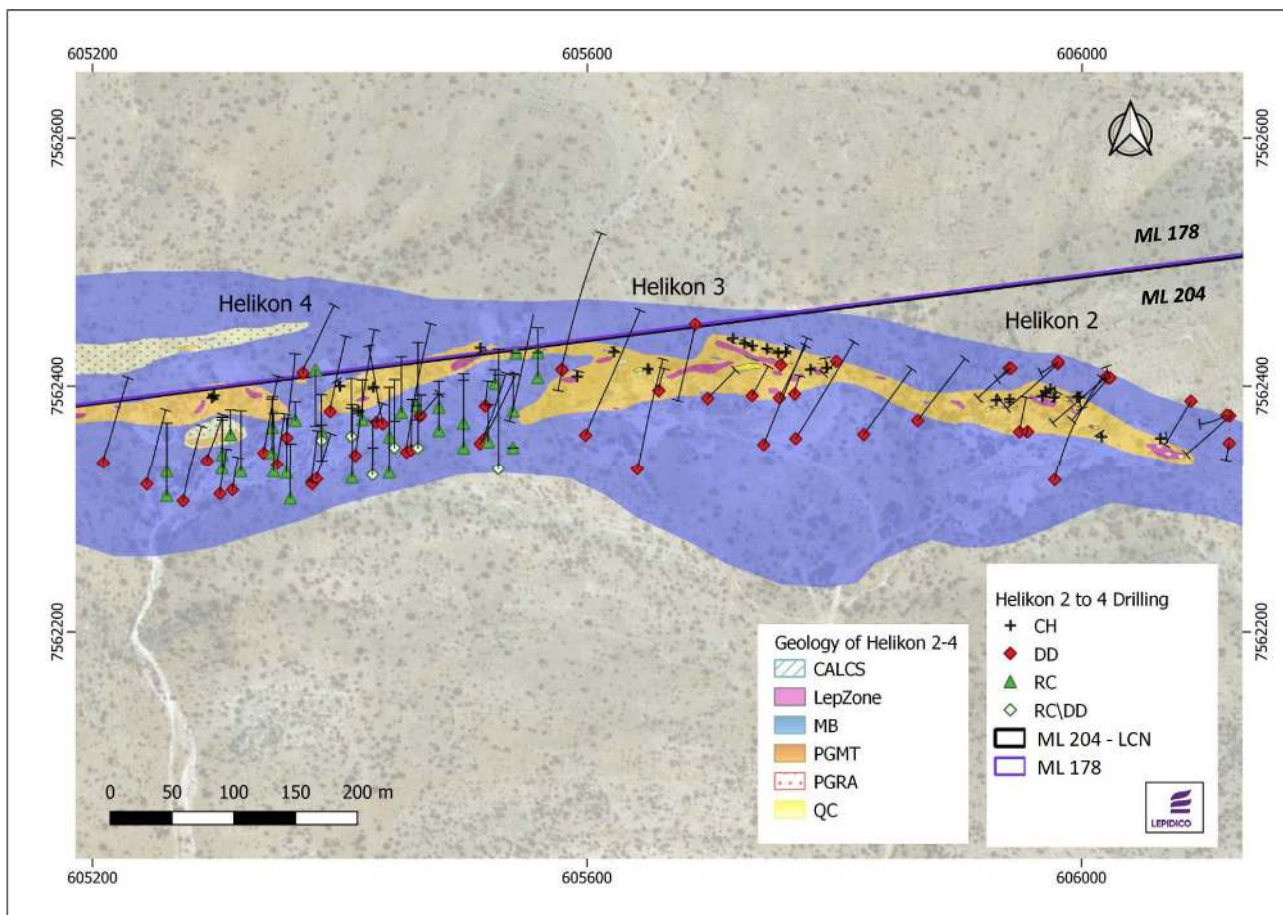 605200 605600 606000
7562600 7562600
ML 178
ML 204
Helikon 3
Helikon 4
Helikon 2
7562400 7562400
Helikon 2 to 4 Drilling
CH
DD
RC
RC\DD
ML 204 - LCN
ML 178
LEPIDICO
Geology of Helikon 2-4
CALCS
LepZone
MB
PGMT
PGRA
QC
7562200 7562200
0 50 100 150 200 m
605200 605600 606000